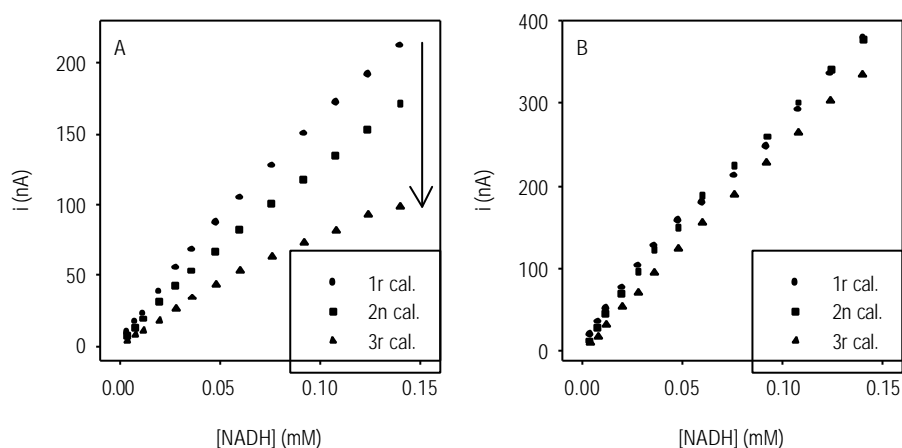 A
200
150
100
50
0
i (nA)
1r cal.
2n cal.
3r cal.
0.00 0.05 0.10 0.15
[NADH] (mM)
B
400
300
200
100
0
i (nA)
1r cal.
2n cal.
3r cal.
0.00 0.05 0.10 0.15
[NADH] (mM)